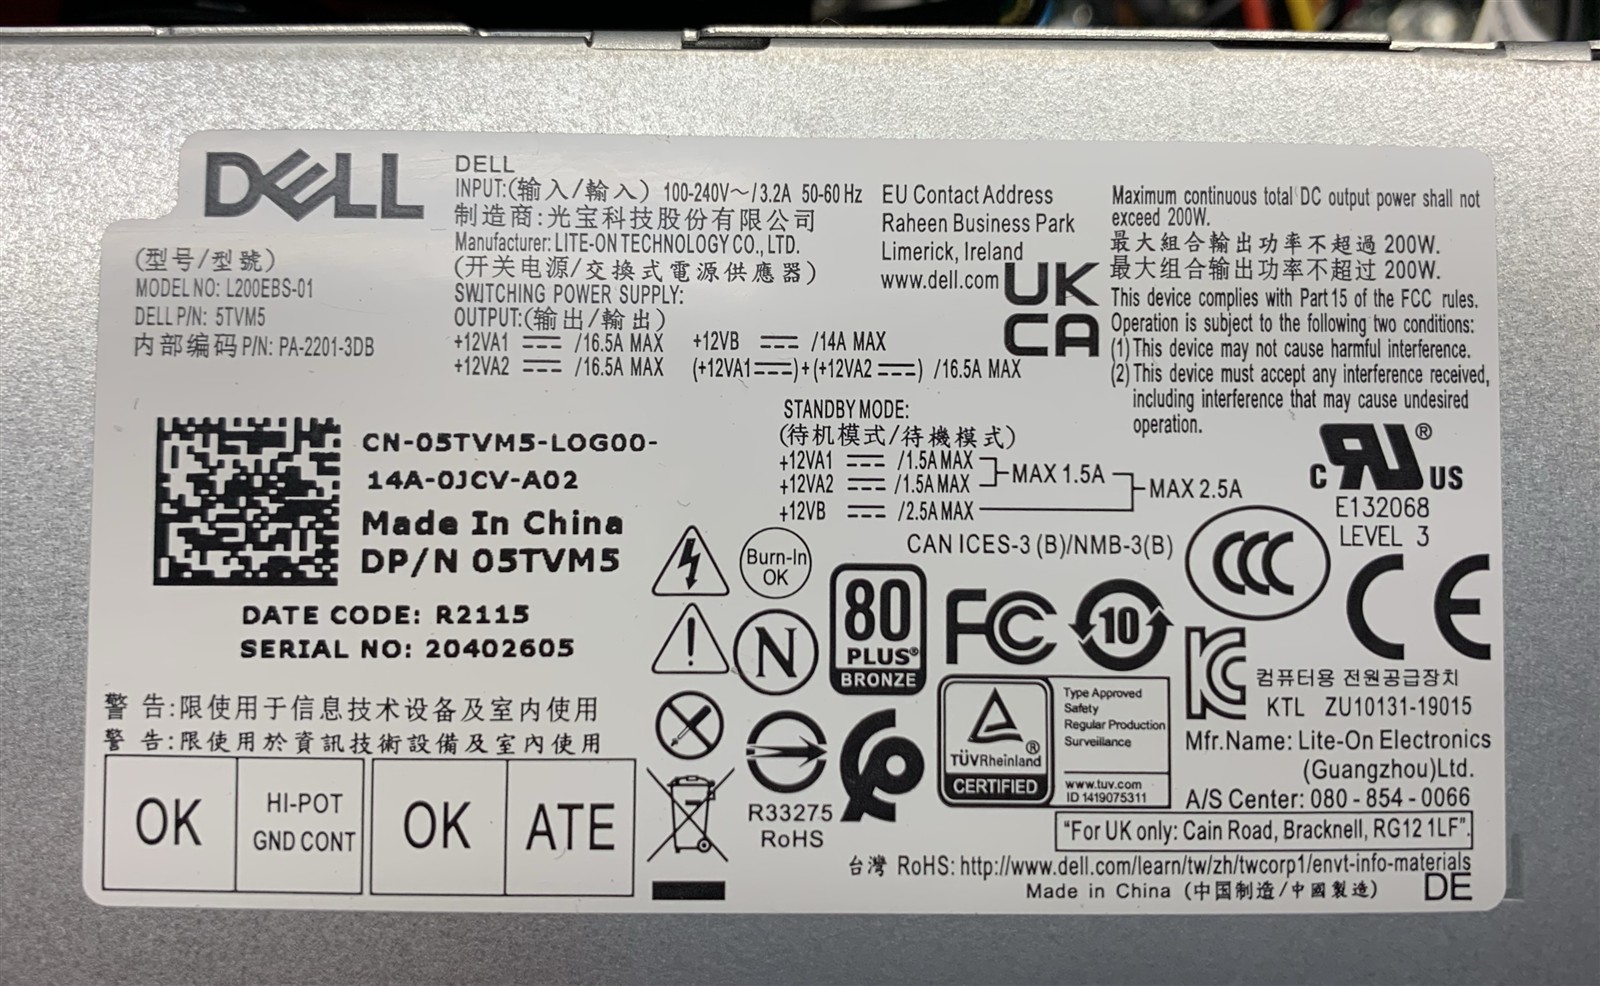 DELL
DELL
INPUT:(输入/輸入) 100-240V～/3.2A 50-60 Hz
制造商:光宝科技股份有限公司
Manufacturer: LITE-ON TECHNOLOGY CO., LTD.
(开关电源/交換式電源供應器)
SWITCHING POWER SUPPLY:
OUTPUT:(输出/輸出)
+12VA1 ⎓ /16.5A MAX +12VB ⎓ /14A MAX
+12VA2 ⎓ /16.5A MAX (+12VA1⎓)+(+12VA2⎓) /16.5A MAX
(型号/型號)
MODEL NO: L200EBS-01
DELL P/N: 5TVM5
内部编码 P/N: PA-2201-3DB
EU Contact Address
Raheen Business Park
Limerick, Ireland
www.dell.com
UK
CA
Maximum continuous total DC output power shall not
exceed 200W.
最大組合輸出功率不超過 200W.
最大组合输出功率不超过 200W.
This device complies with Part 15 of the FCC rules.
Operation is subject to the following two conditions:
(1) This device may not cause harmful interference.
(2) This device must accept any interference received,
including interference that may cause undesired
operation.
STANDBY MODE:
(待机模式/待機模式)
+12VA1 ⎓ /1.5A MAX
+12VA2 ⎓ /1.5A MAX
MAX 1.5A
+12VB ⎓ /2.5A MAX
MAX 2.5A
CAN ICES-3 (B)/NMB-3(B)
CN-05TVM5-LOG00-
14A-0JCV-A02
Made In China
DP/N 05TVM5
DATE CODE: R2115
SERIAL NO: 20402605
c RU ® US
E132068
LEVEL 3
Burn-In
OK
N
80
PLUS®
BRONZE
FC
10
CCC
CE
KC
컴퓨터용 전원공급장치
KTL ZU10131-19015
Mfr.Name: Lite-On Electronics
(Guangzhou)Ltd.
A/S Center: 080 - 854 - 0066
TÜVRheinland ®
CERTIFIED
Type Approved
Safety
Regular Production
Surveillance
www.tuv.com
ID 1419075311
R33275
RoHS
警 告:限使用于信息技术设备及室内使用
警 告:限使用於資訊技術設備及室內使用
OK
HI-POT
GND CONT
OK
ATE
"For UK only: Cain Road, Bracknell, RG12 1LF".
台灣 RoHS: http://www.dell.com/learn/tw/zh/twcorp1/envt-info-materials
Made in China (中国制造/中國製造)
DE